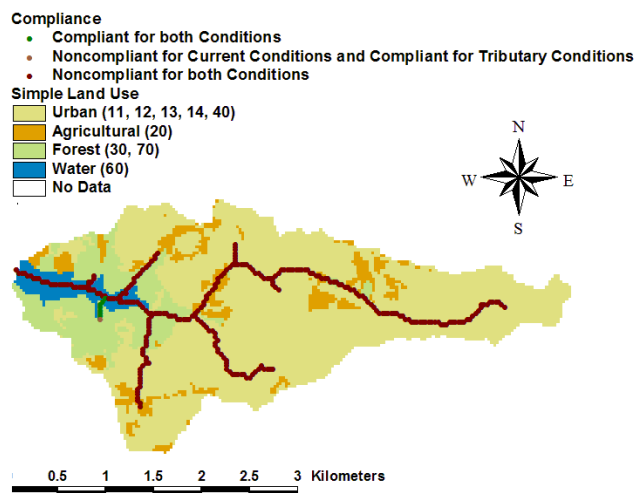 Compliance
Compliant for both Conditions
Noncompliant for Current Conditions and Compliant for Tributary Conditions
Noncompliant for both Conditions
Simple Land Use
Urban (11, 12, 13, 14, 40)
Agricultural (20)
Forest (30, 70)
Water (60)
No Data
N
W E
S
0.5 1 1.5 2 2.5 3 Kilometers